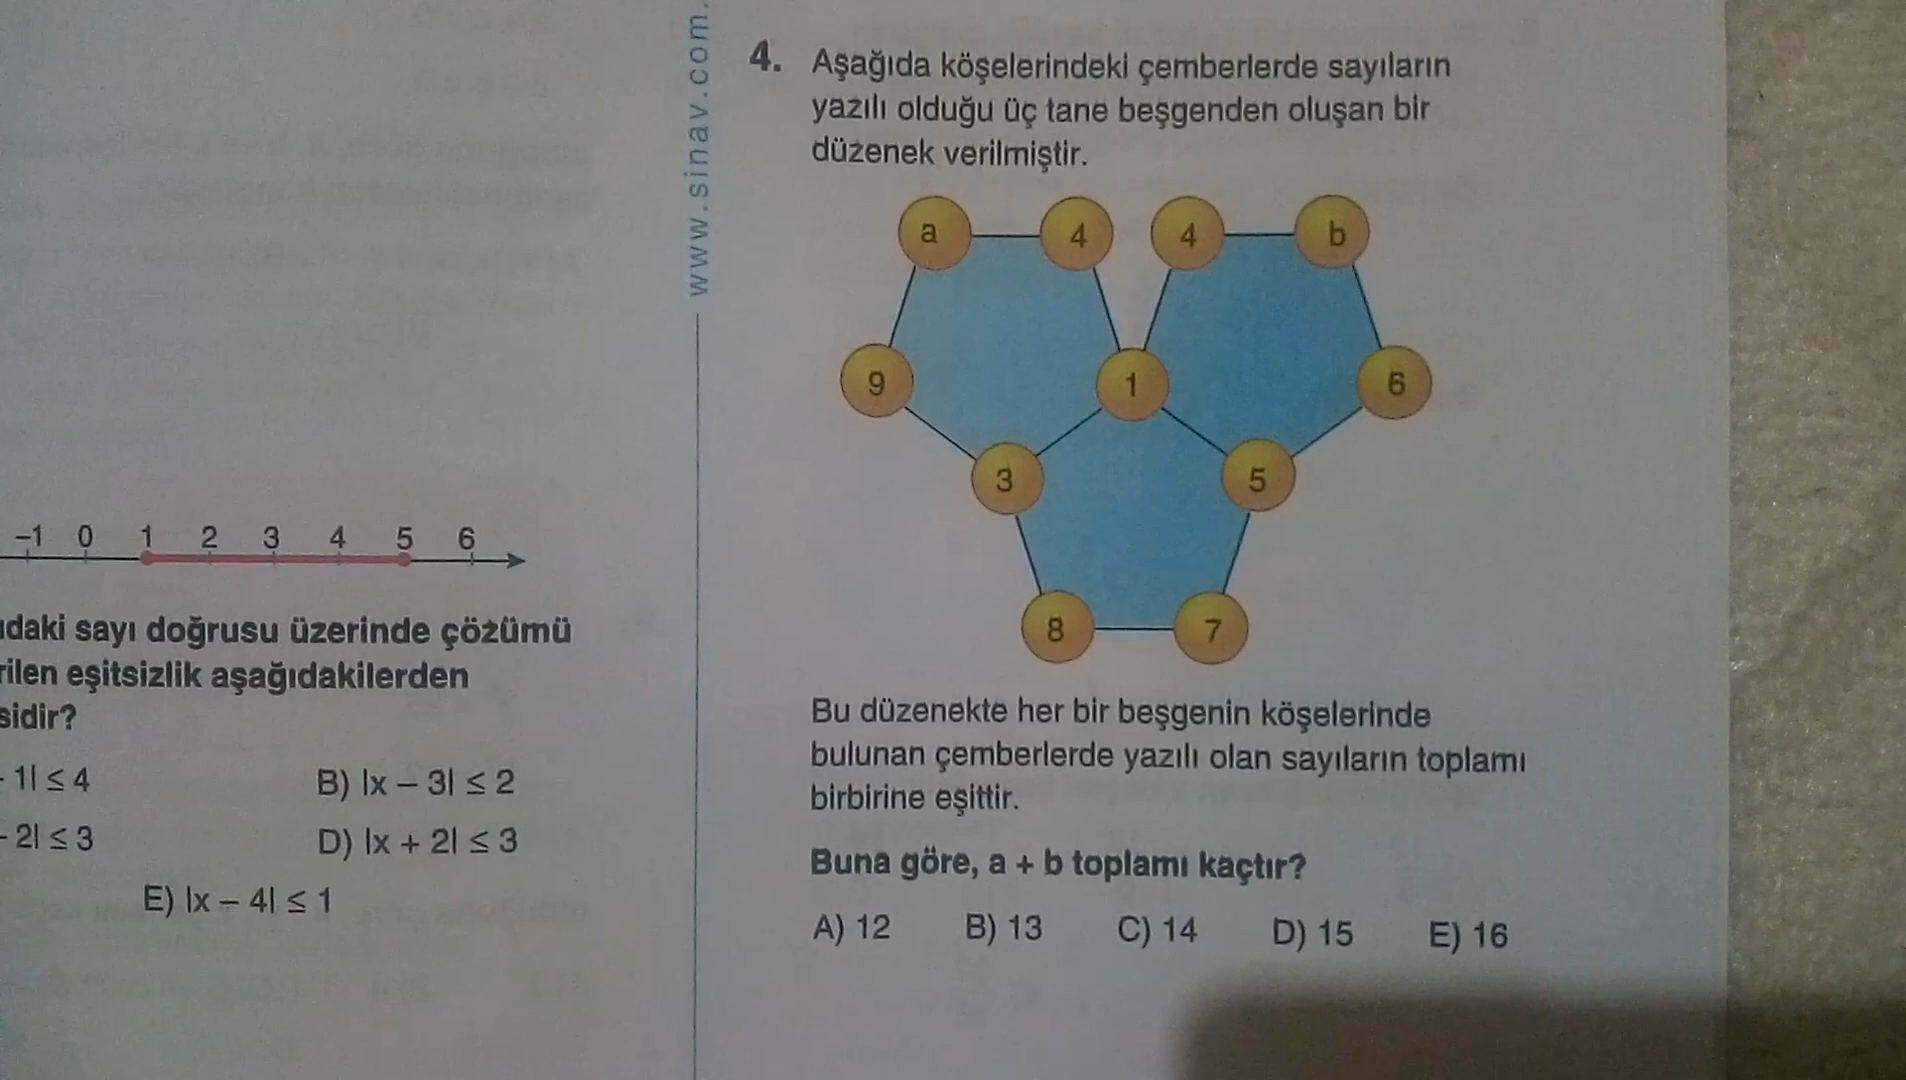 -1 0 1 2 3 4 5 6
daki sayı doğrusu üzerinde çözümü
rilen eşitsizlik aşağıdakilerden
sidir?
- 1| ≤ 4 B) |x – 3| ≤ 2
- 2| ≤ 3 D) |x + 2| ≤ 3
E) |x – 4| ≤ 1
www.sinav.com.
4. Aşağıda köşelerindeki çemberlerde sayıların
yazılı olduğu üç tane beşgenden oluşan bir
düzenek verilmiştir.
a 4 4 b
9 1 6
3 5
8 7
Bu düzenekte her bir beşgenin köşelerinde
bulunan çemberlerde yazılı olan sayıların toplamı
birbirine eşittir.
Buna göre, a + b toplamı kaçtır?
A) 12 B) 13 C) 14 D) 15 E) 16